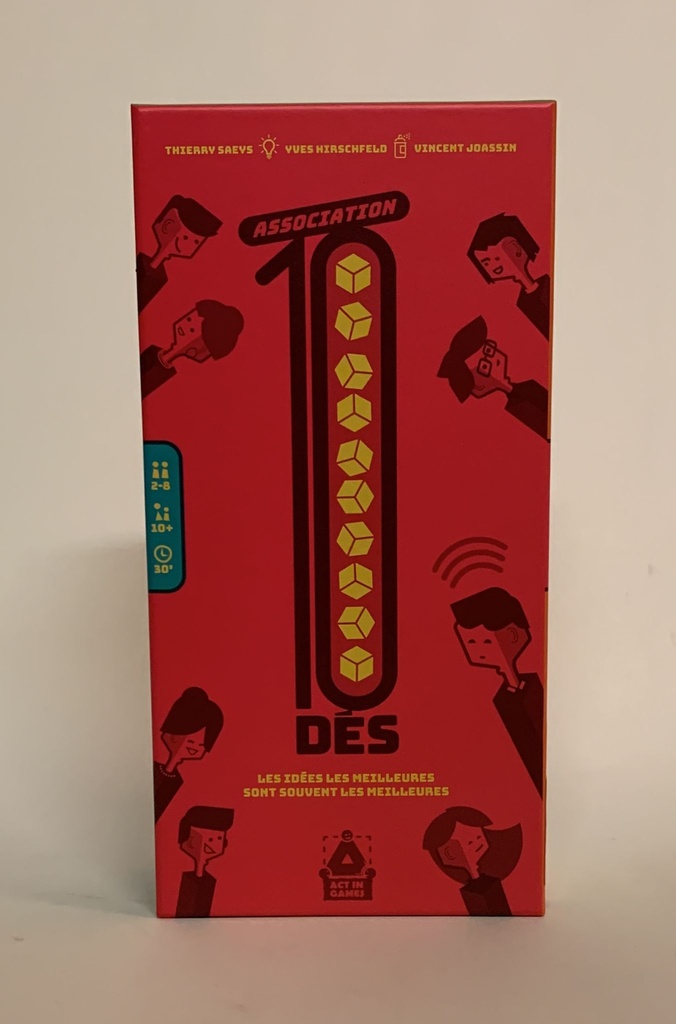 THIERRY SAEYS YVES HIRSCHFELD VINCENT JOASSIN
ASSOCIATION
10
DÉS
2-8
10+
30'
LES IDÉES LES MEILLEURES
SONT SOUVENT LES MEILLEURES
ACT IN
GAMES